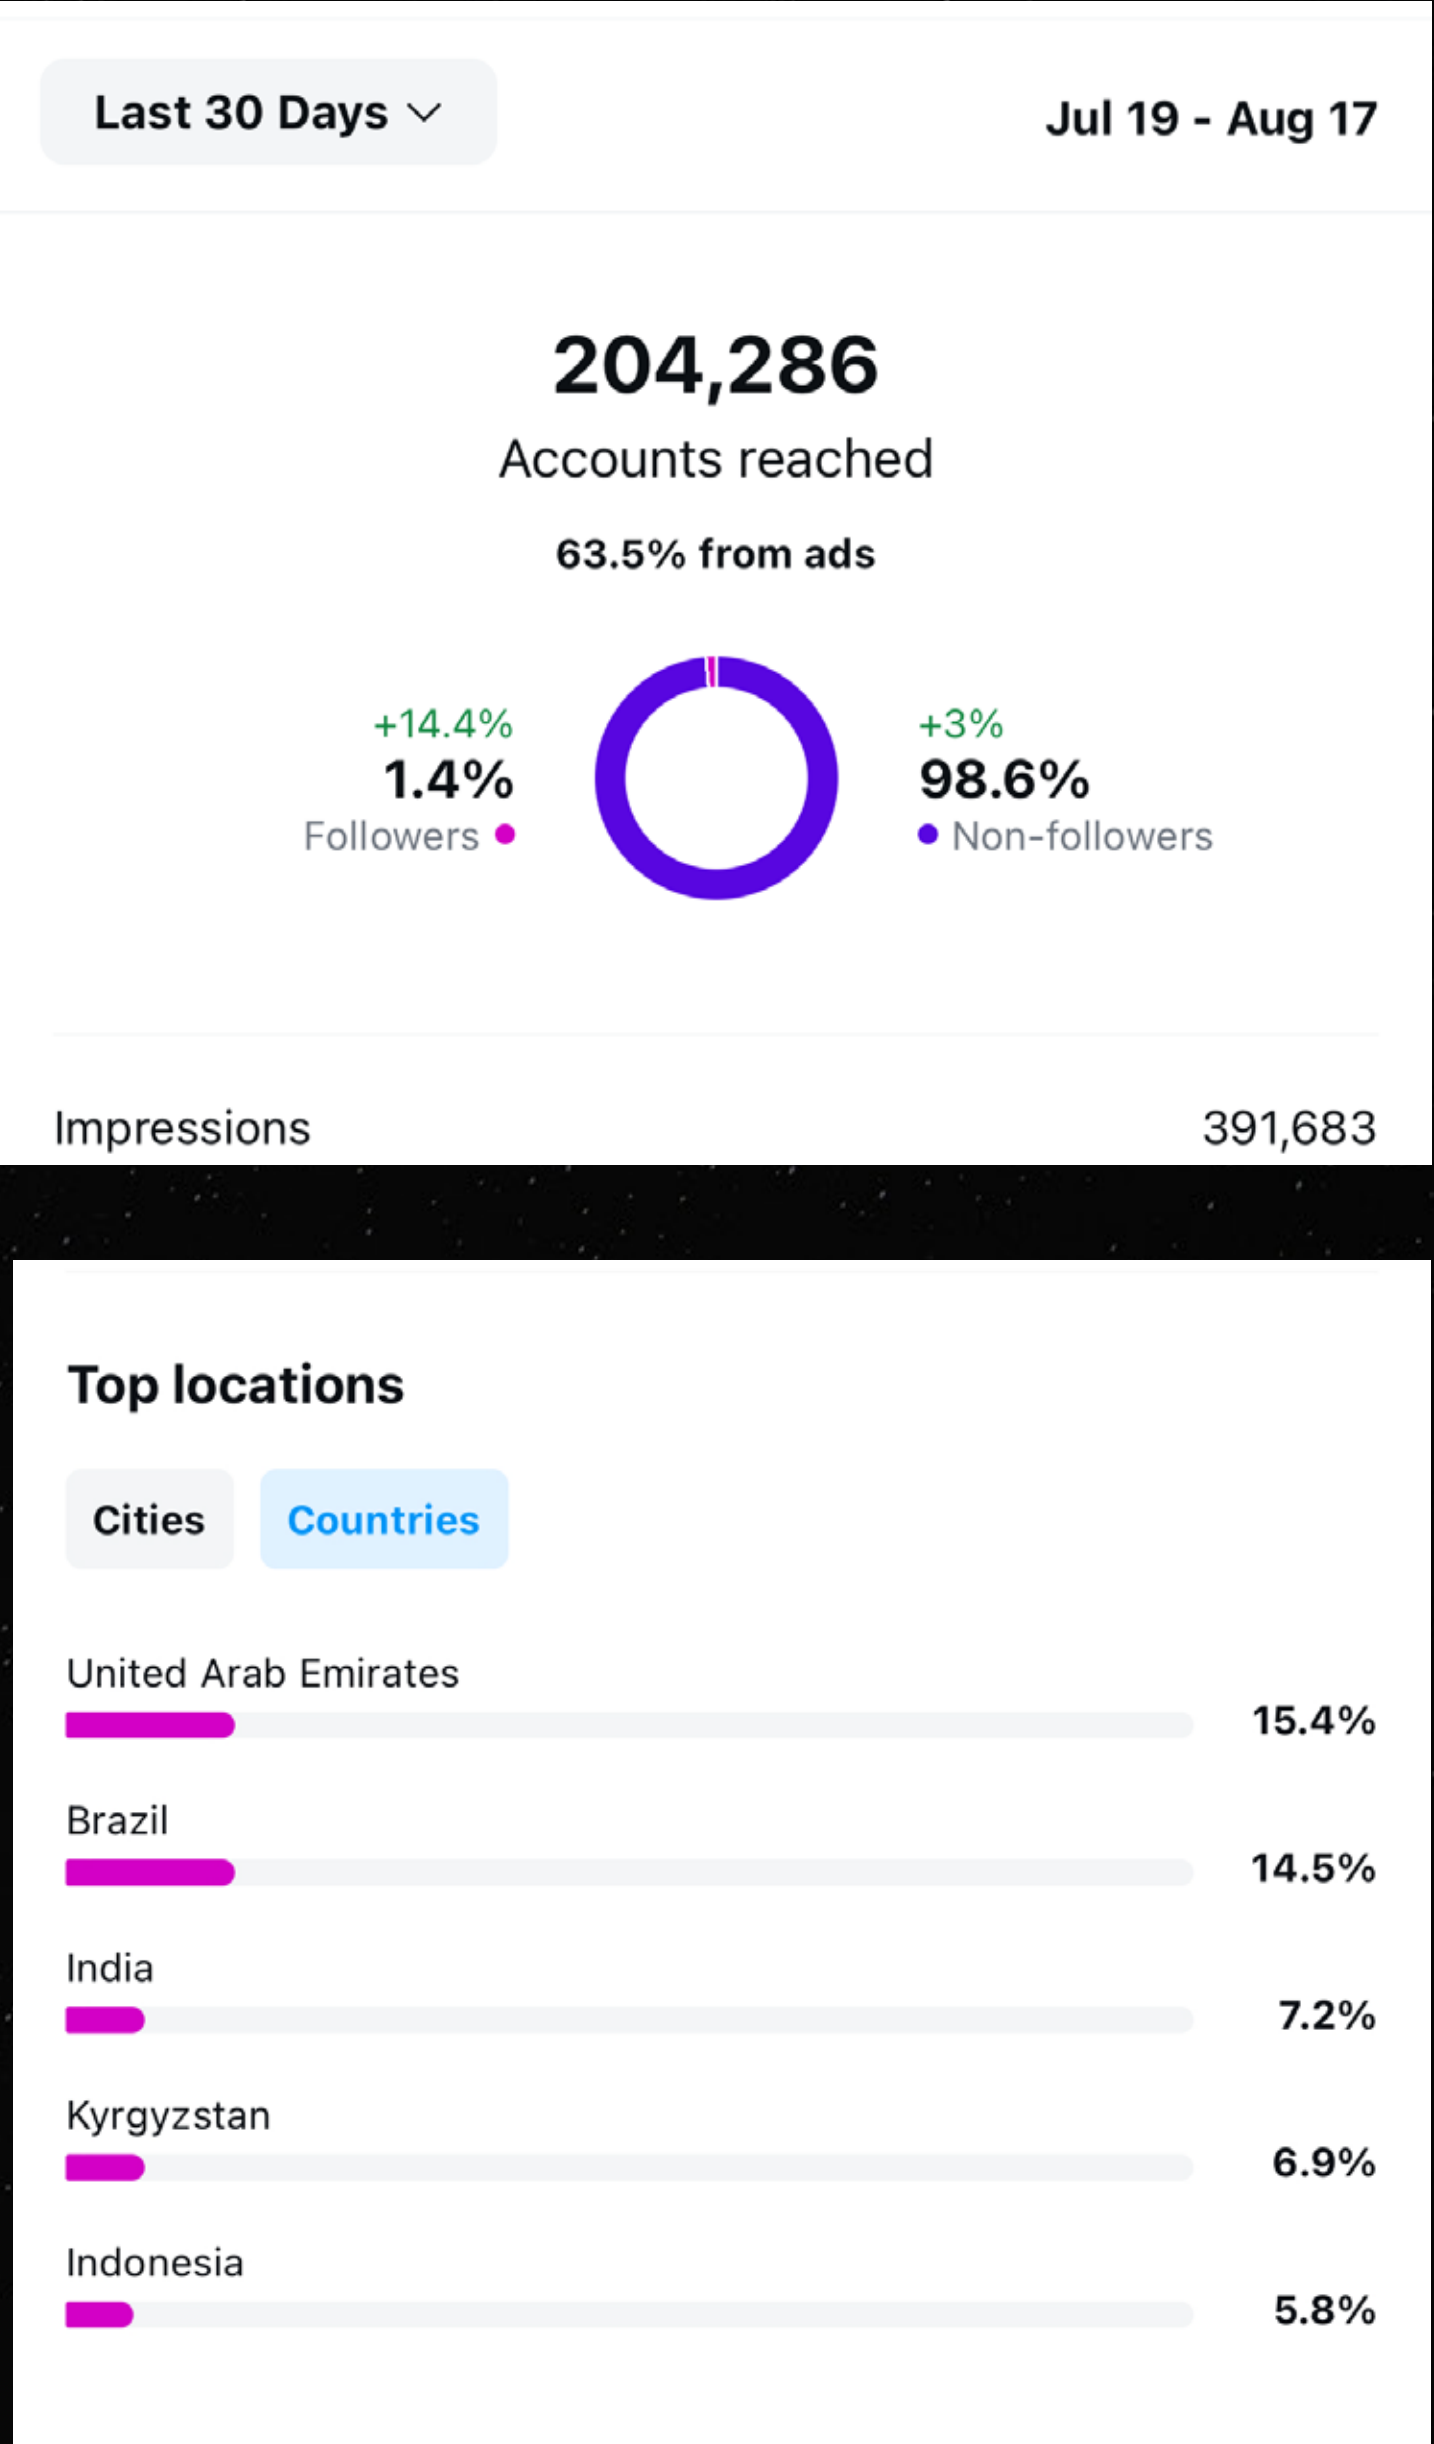 Last 30 Days
Jul 19 - Aug 17
204,286
Accounts reached
63.5% from ads
+14.4%
1.4%
Followers
+3%
98.6%
Non-followers
Impressions 391,683
Top locations
Cities Countries
United Arab Emirates
15.4%
Brazil
14.5%
India
7.2%
Kyrgyzstan
6.9%
Indonesia
5.8%